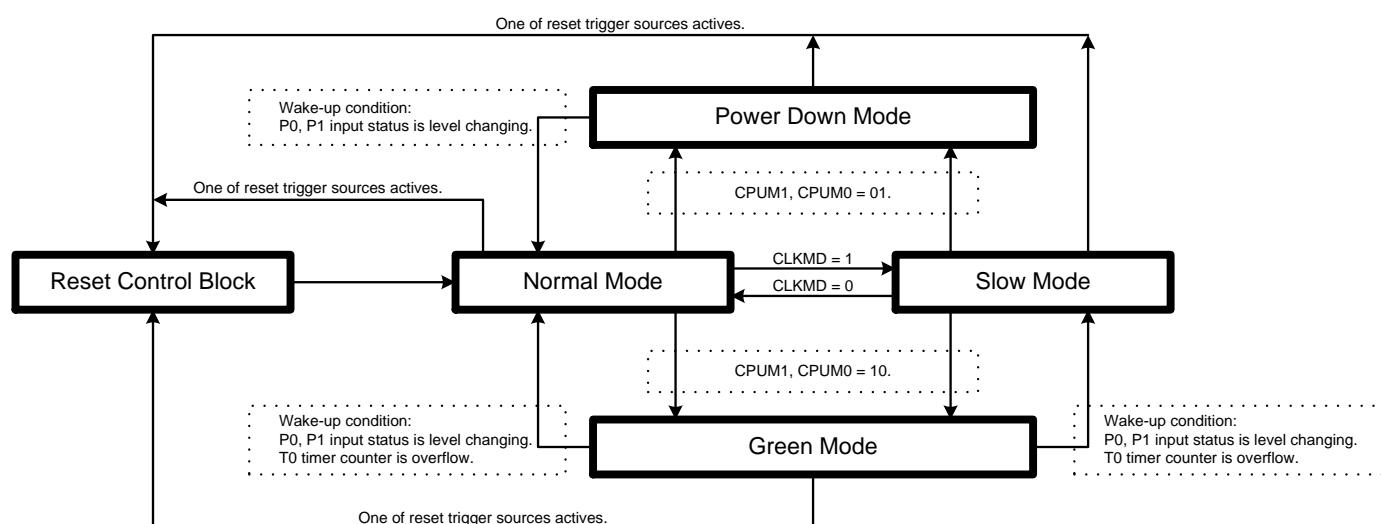 One of reset trigger sources actives.
Wake-up condition:
P0, P1 input status is level changing.
Power Down Mode
One of reset trigger sources actives.
CPUM1, CPUM0 = 01.
Reset Control Block
Normal Mode
CLKMD = 1
CLKMD = 0
Slow Mode
CPUM1, CPUM0 = 10.
Wake-up condition:
P0, P1 input status is level changing.
T0 timer counter is overflow.
Green Mode
Wake-up condition:
P0, P1 input status is level changing.
T0 timer counter is overflow.
One of reset trigger sources actives.